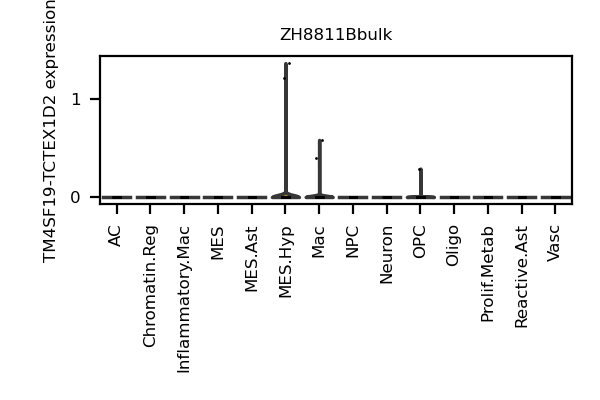 ZH8811Bbulk
TM4SF19-TCTEX1D2 expression
1
0
AC
Chromatin.Reg
Inflammatory.Mac
MES
MES.Ast
MES.Hyp
Mac
NPC
Neuron
OPC
Oligo
Prolif.Metab
Reactive.Ast
Vasc